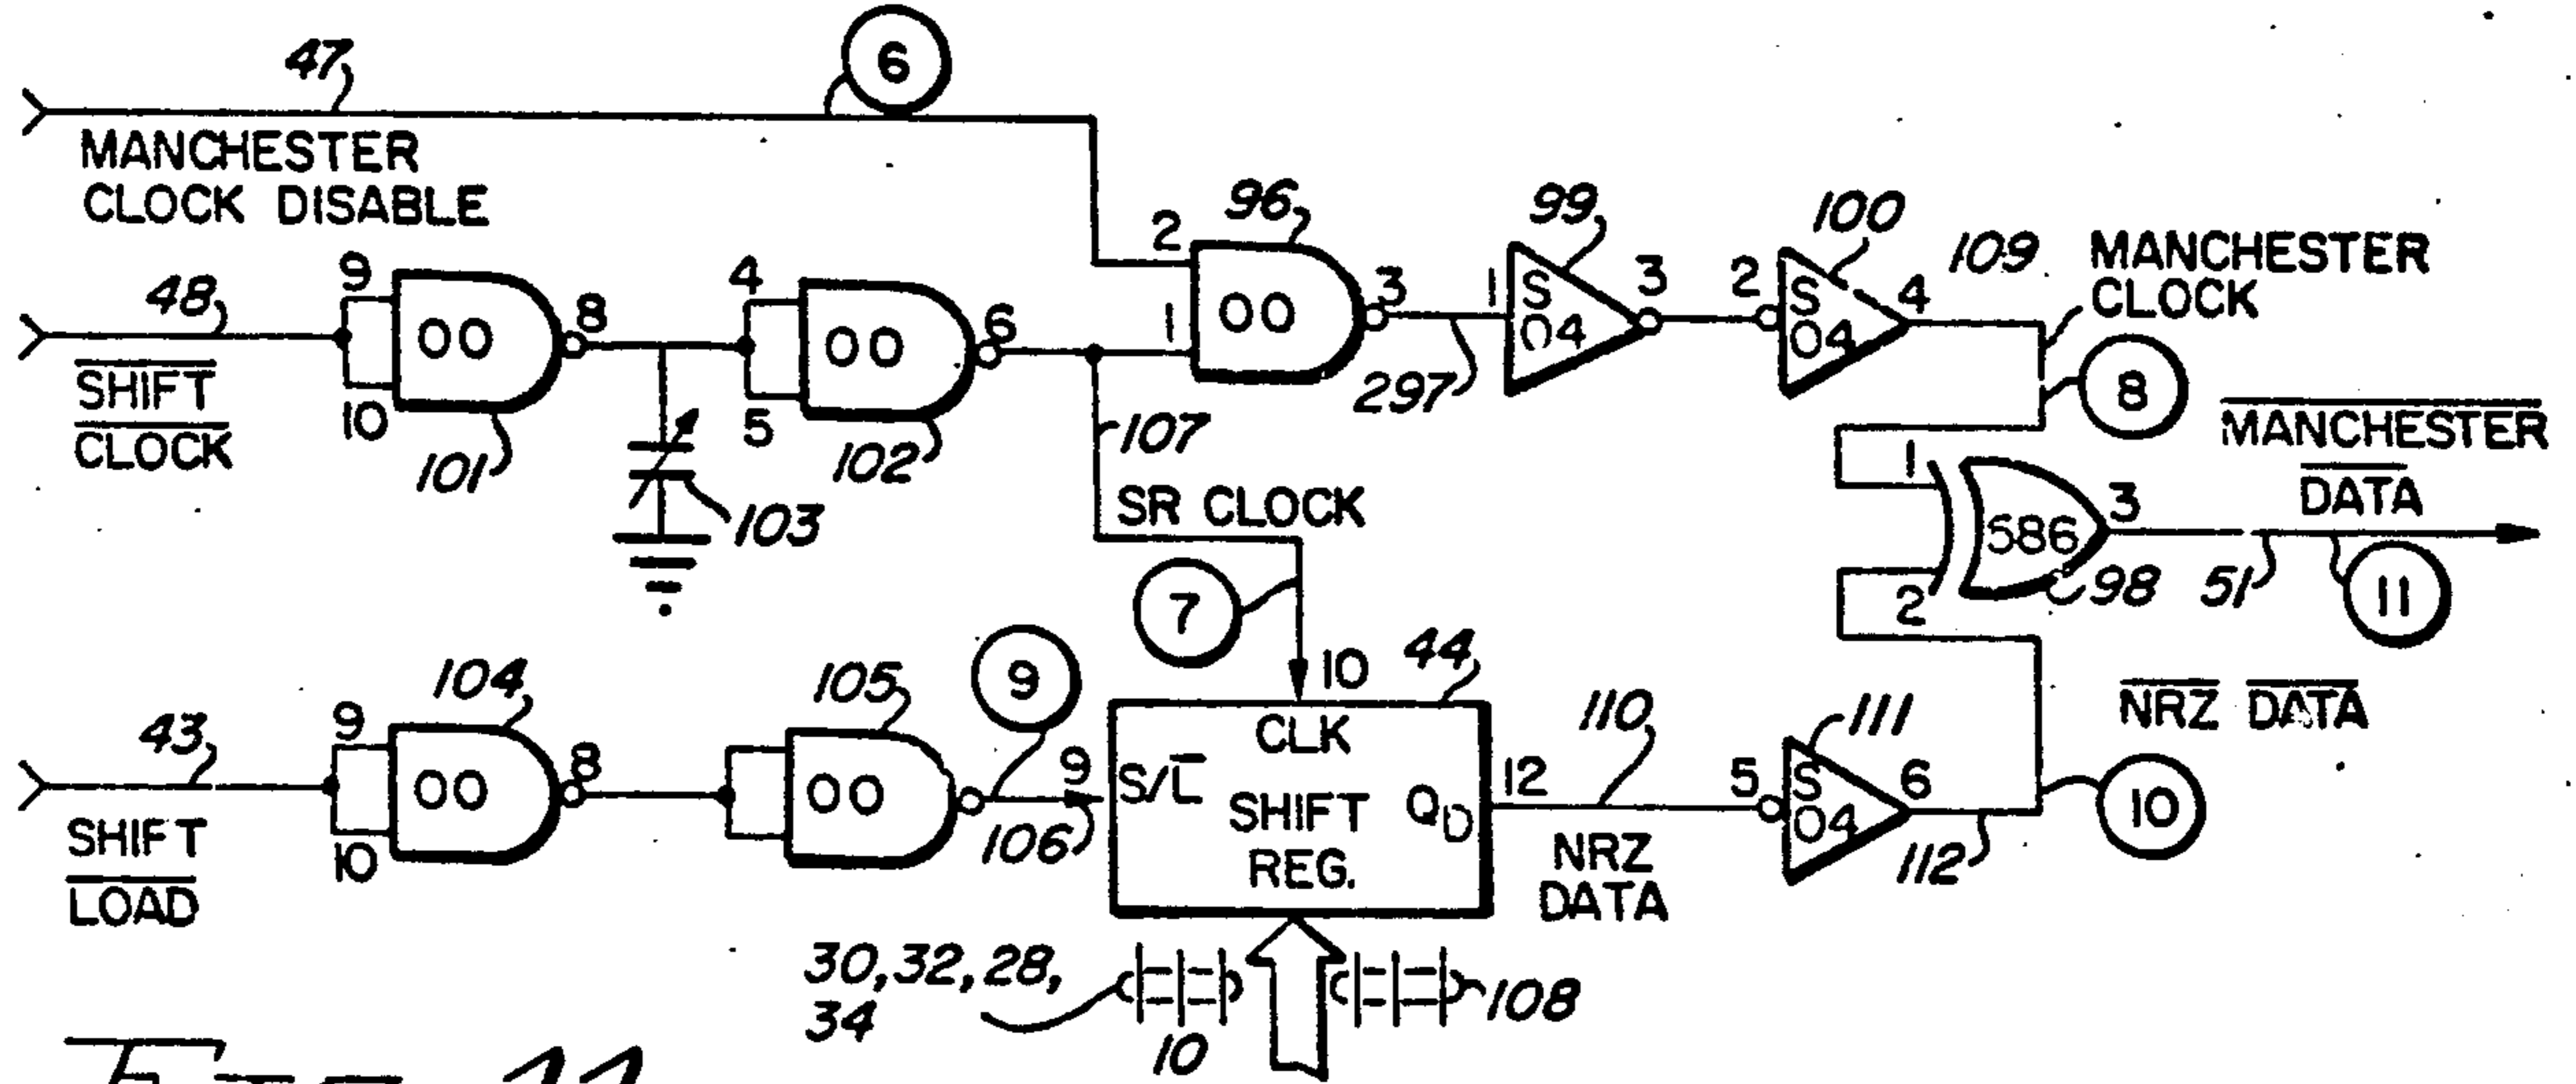 47
6
MANCHESTER
CLOCK DISABLE
48
SHIFT
CLOCK
9
10
00
8
101
103
4
5
00
6
102
2
1
96
00
3
297
1
99
S
04
3
2
100
S
04
4
109
MANCHESTER
CLOCK
8
107
SR CLOCK
7
1
2
S86
3
98
51
MANCHESTER
DATA
11
43
SHIFT
LOAD
9
10
104
00
8
105
00
9
106
9
10
44
CLK
S/L
SHIFT
REG.
QD
12
110
NRZ
DATA
5
111
S
04
6
112
NRZ DATA
10
30, 32, 28,
34
10
108